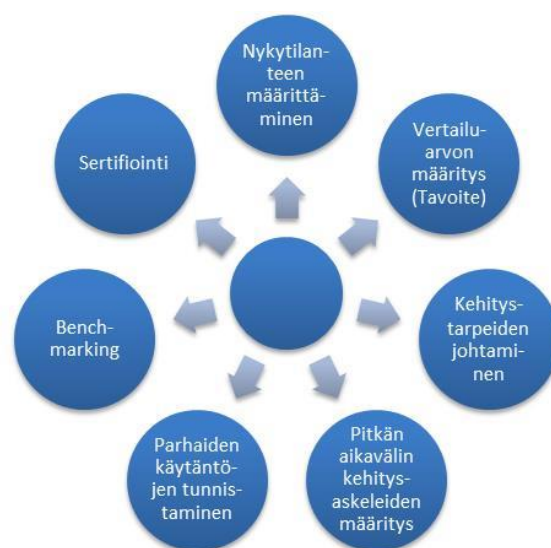 Nykytilan-
teen
määrittä-
minen
Vertailu-
arvon
määritys
(Tavoite)
Kehitys-
tarpeiden
johtami-
nen
Pitkän
aikavälin
kehitys-
askeleiden
määritys
Parhaiden
käytäntö-
jen tunnis-
taminen
Bench-
marking
Sertifiointi